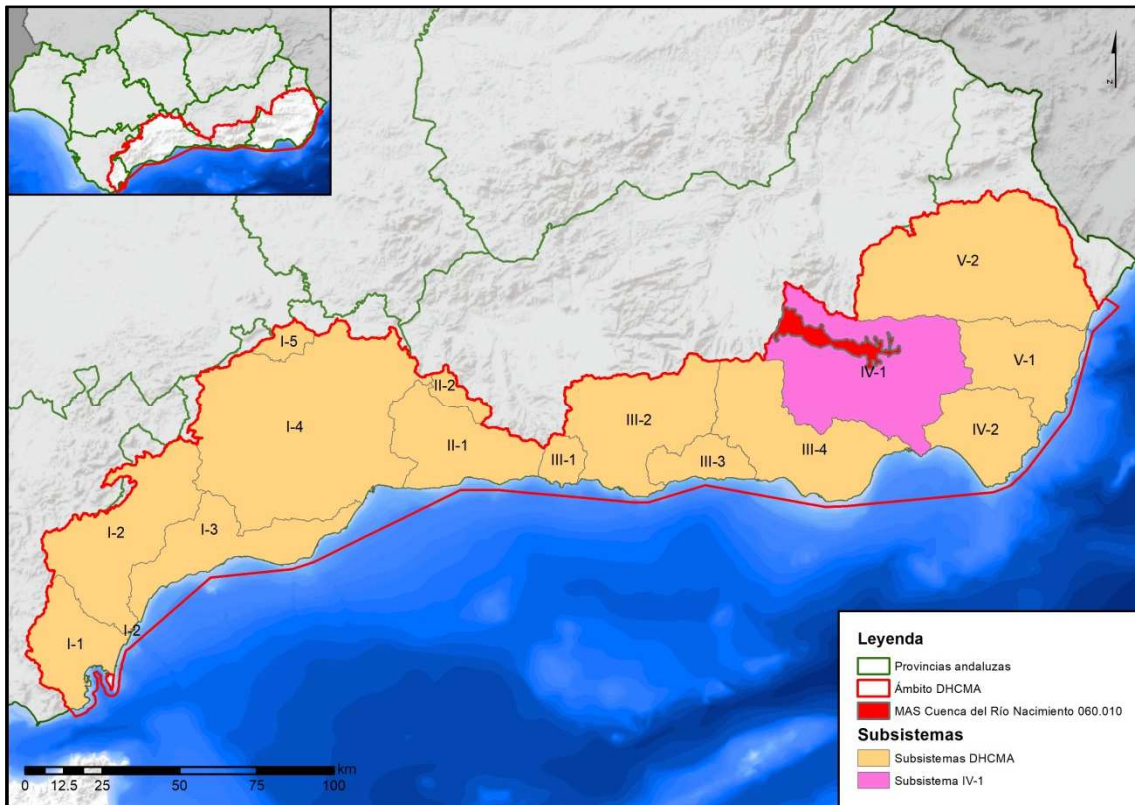 N
V-2
I-5
V-1
IV-1
II-2
I-4
III-2
IV-2
II-1
III-1
III-3
III-4
I-2
I-3
I-2
I-1
Leyenda
Provincias andaluzas
Ámbito DHCMA
MAS Cuenca del Río Nacimiento 060.010
Subsistemas
Subsistemas DHCMA
Subsistema IV-1
km
0 12.5 25 50 75 100